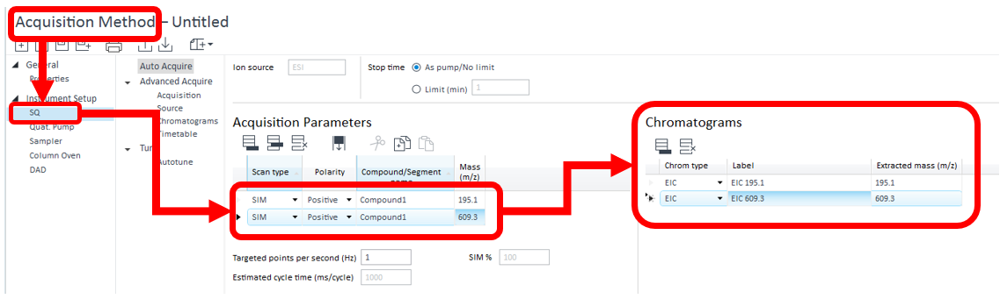 Acquisition Method – Untitled
General
Properties
Instrument Setup
SQ
Quat. Pump
Sampler
Column Oven
DAD
Auto Acquire
Advanced Acquire
Acquisition
Source
Chromatograms
Timetable
Autotune
Ion source ESI
Stop time As pump/No limit
Limit (min) 1
Acquisition Parameters
Scan type Polarity Compound/Segment Mass
(m/z)
SIM Positive Compound1 195.1
SIM Positive Compound1 609.3
Targeted points per second (Hz) 1 SIM % 100
Estimated cycle time (ms/cycle) 1000
Chromatograms
Chrom type Label Extracted mass (m/z)
EIC EIC 195.1 195.1
EIC EIC 609.3 609.3